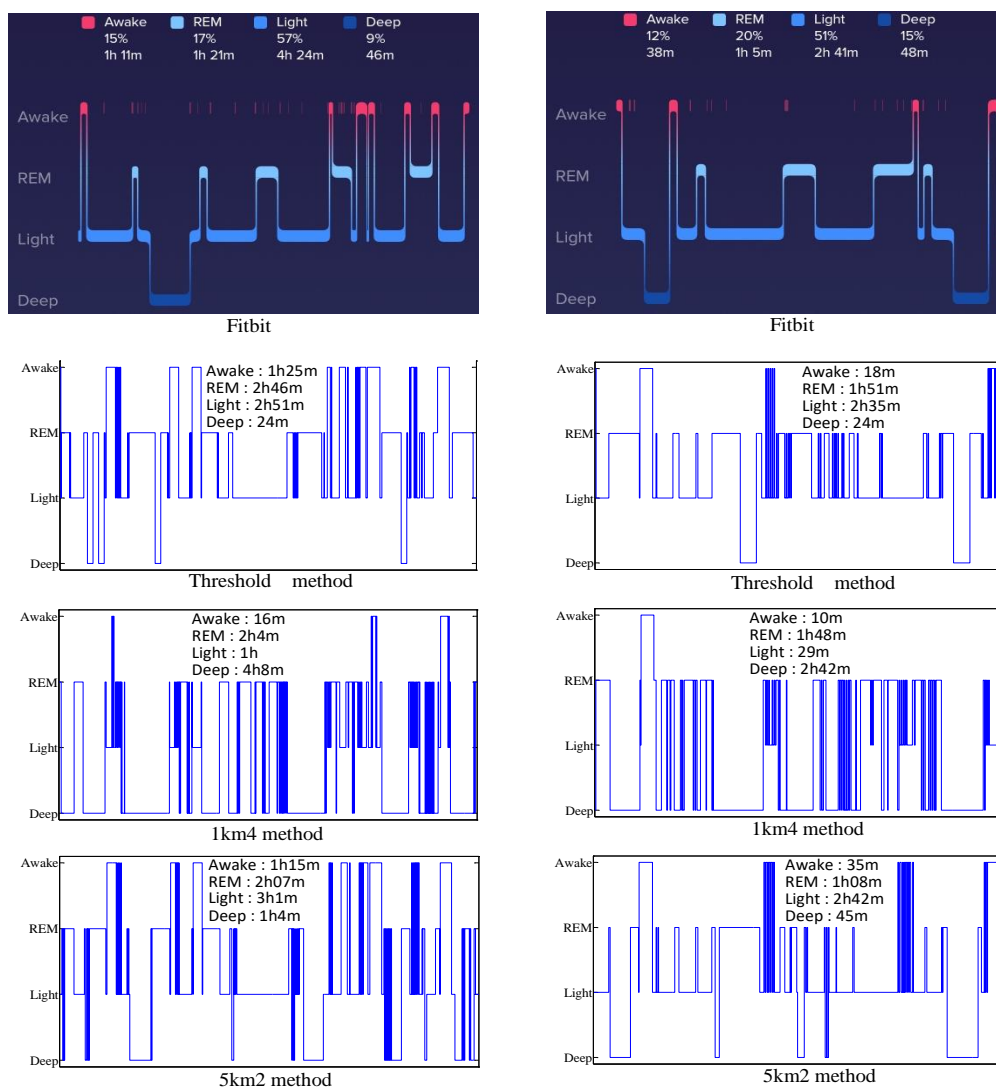 Awake REM Light Deep
15% 17% 57% 9%
1h 11m 1h 21m 4h 24m 46m
Awake
REM
Light
Deep
Fitbit
Awake REM Light Deep
12% 20% 51% 15%
38m 1h 5m 2h 41m 48m
Awake
REM
Light
Deep
Fitbit
Awake
REM
Light
Deep
Awake : 1h25m
REM : 2h46m
Light : 2h51m
Deep : 24m
Threshold method
Awake
REM
Light
Deep
Awake : 18m
REM : 1h51m
Light : 2h35m
Deep : 24m
Threshold method
Awake
REM
Light
Deep
Awake : 16m
REM : 2h4m
Light : 1h
Deep : 4h8m
1km4 method
Awake
REM
Light
Deep
Awake : 10m
REM : 1h48m
Light : 29m
Deep : 2h42m
1km4 method
Awake
REM
Light
Deep
Awake : 1h15m
REM : 2h07m
Light : 3h1m
Deep : 1h4m
5km2 method
Awake
REM
Light
Deep
Awake : 35m
REM : 1h08m
Light : 2h42m
Deep : 45m
5km2 method